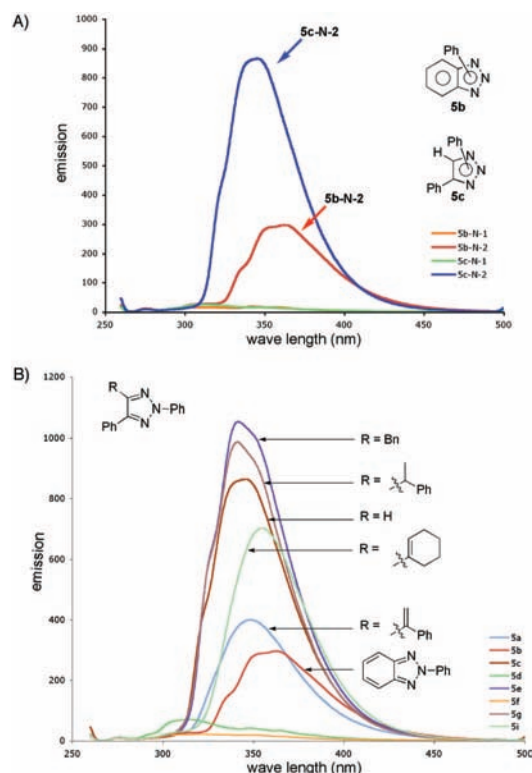 A)
5c-N-2
5b-N-2
Ph
N
N
N
5b
Ph
H
N
N
N
Ph
5c
5b-N-1
5b-N-2
5c-N-1
5c-N-2
emission
1000
900
800
700
600
500
400
300
200
100
0
250
300
350
400
450
500
wave length (nm)
B)
R
N
N-Ph
N
Ph
R = Bn
R =
Ph
R = H
R =
R =
Ph
N
N-Ph
N
5a
5b
5c
5d
5e
5f
5g
5i
emission
1200
1000
800
600
400
200
0
250
300
350
400
450
500
wave length (nm)